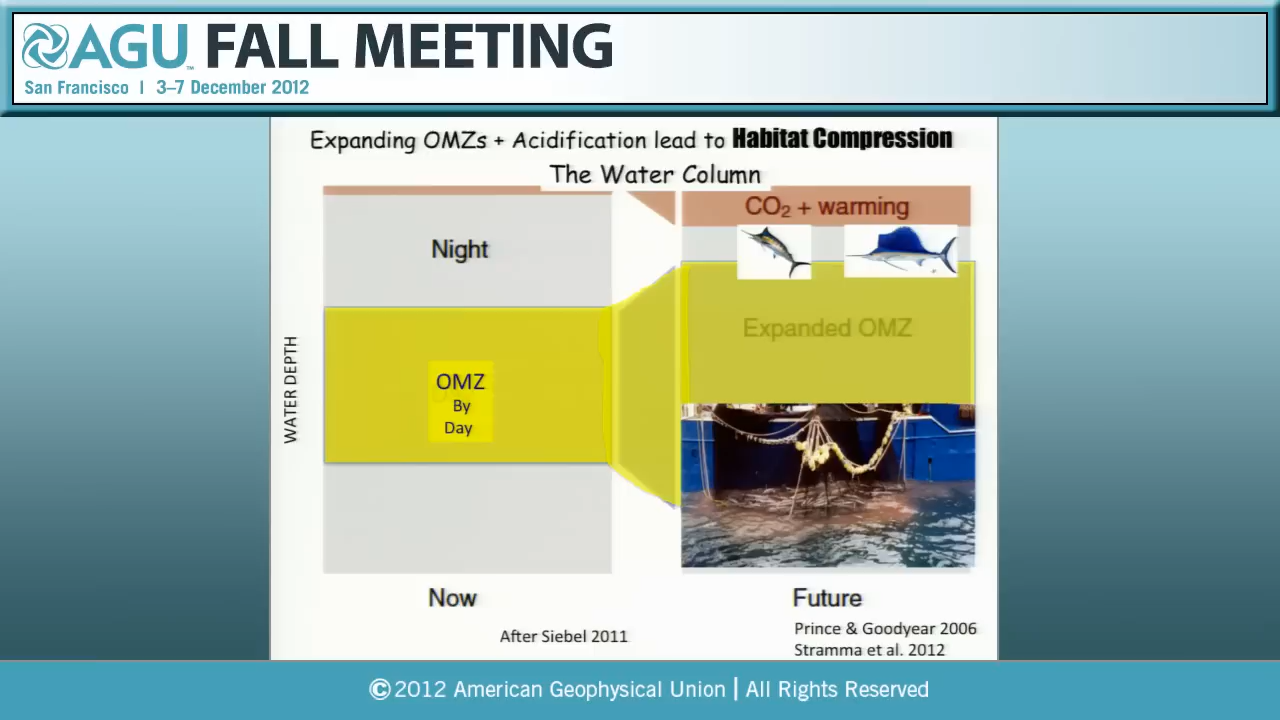 AGU FALL MEETING
San Francisco | 3–7 December 2012
Expanding OMZs + Acidification lead to Habitat Compression
The Water Column
CO₂ + warming
Night
Expanded OMZ
WATER DEPTH
OMZ
By
Day
Now
Future
After Siebel 2011
Prince & Goodyear 2006
Stramma et al. 2012
©2012 American Geophysical Union | All Rights Reserved